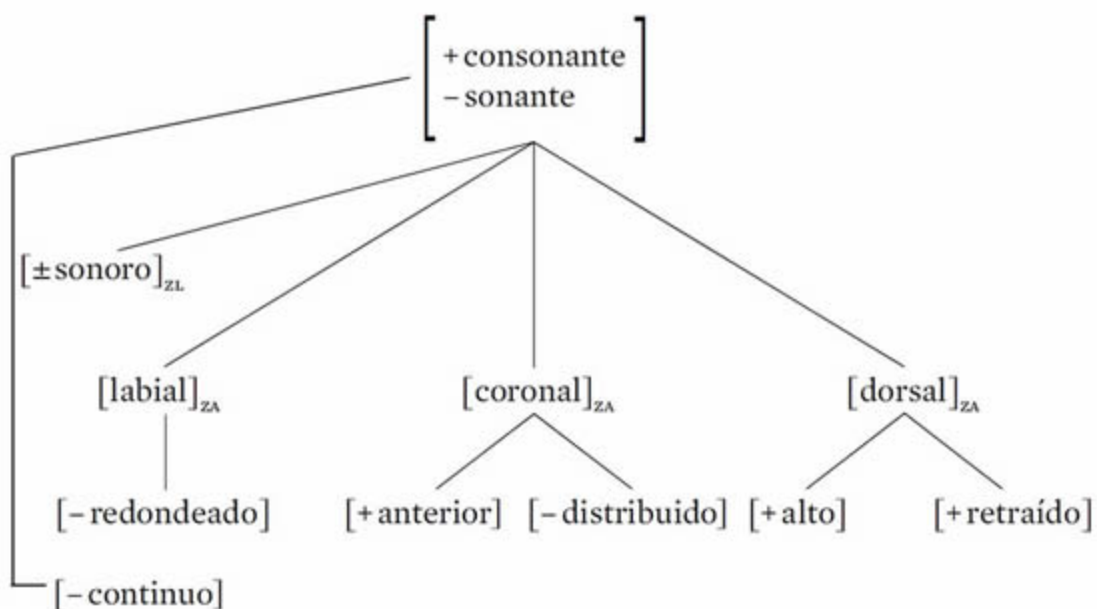 +consonante
−sonante
[±sonoro]ZL
[labial]ZA [coronal]ZA [dorsal]ZA
[−redondeado] [+anterior] [−distribuido] [+alto] [+retraído]
[−continuo]